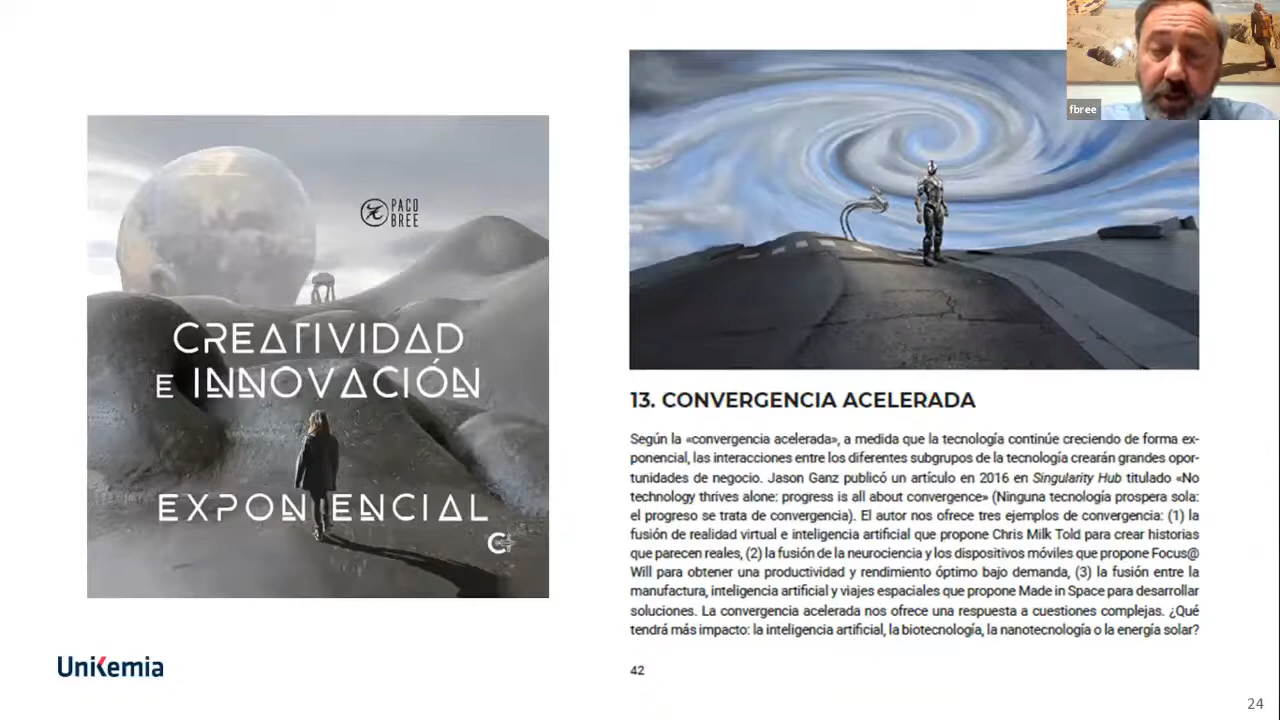 fbree
PACO
BREE
CREATIVIDAD
E INNOVACIÓN
EXPONENCIAL
13. CONVERGENCIA ACELERADA
Según la «convergencia acelerada», a medida que la tecnología continúe creciendo de forma ex-
ponencial, las interacciones entre los diferentes subgrupos de la tecnología crearán grandes opor-
tunidades de negocio. Jason Ganz publicó un artículo en 2016 en Singularity Hub titulado «No
technology thrives alone: progress is all about convergence» (Ninguna tecnología prospera sola:
el progreso se trata de convergencia). El autor nos ofrece tres ejemplos de convergencia: (1) la
fusión de realidad virtual e inteligencia artificial que propone Chris Milk Told para crear historias
que parecen reales, (2) la fusión de la neurociencia y los dispositivos móviles que propone Focus@
Will para obtener una productividad y rendimiento óptimo bajo demanda, (3) la fusión entre la
manufactura, inteligencia artificial y viajes espaciales que propone Made in Space para desarrollar
soluciones. La convergencia acelerada nos ofrece una respuesta a cuestiones complejas. ¿Qué
tendrá más impacto: la inteligencia artificial, la biotecnología, la nanotecnología o la energía solar?
42
UniKemia
24